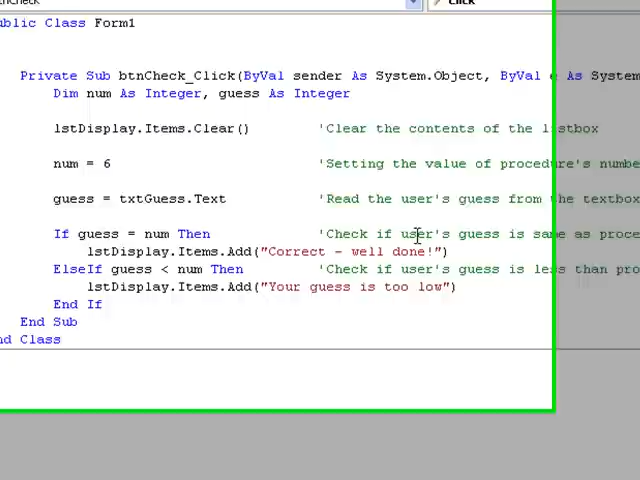 Click
Public Class Form1
Private Sub btnCheck_Click(ByVal sender As System.Object, ByVal e As System
Dim num As Integer, guess As Integer
lstDisplay.Items.Clear() 'Clear the contents of the listbox
num = 6 'Setting the value of procedure's numbe
guess = txtGuess.Text 'Read the user's guess from the textbox
If guess = num Then 'Check if user's guess is same as proce
lstDisplay.Items.Add("Correct - well done!")
ElseIf guess < num Then 'Check if user's guess is less than pro
lstDisplay.Items.Add("Your guess is too low")
End If
End Sub
nd Class